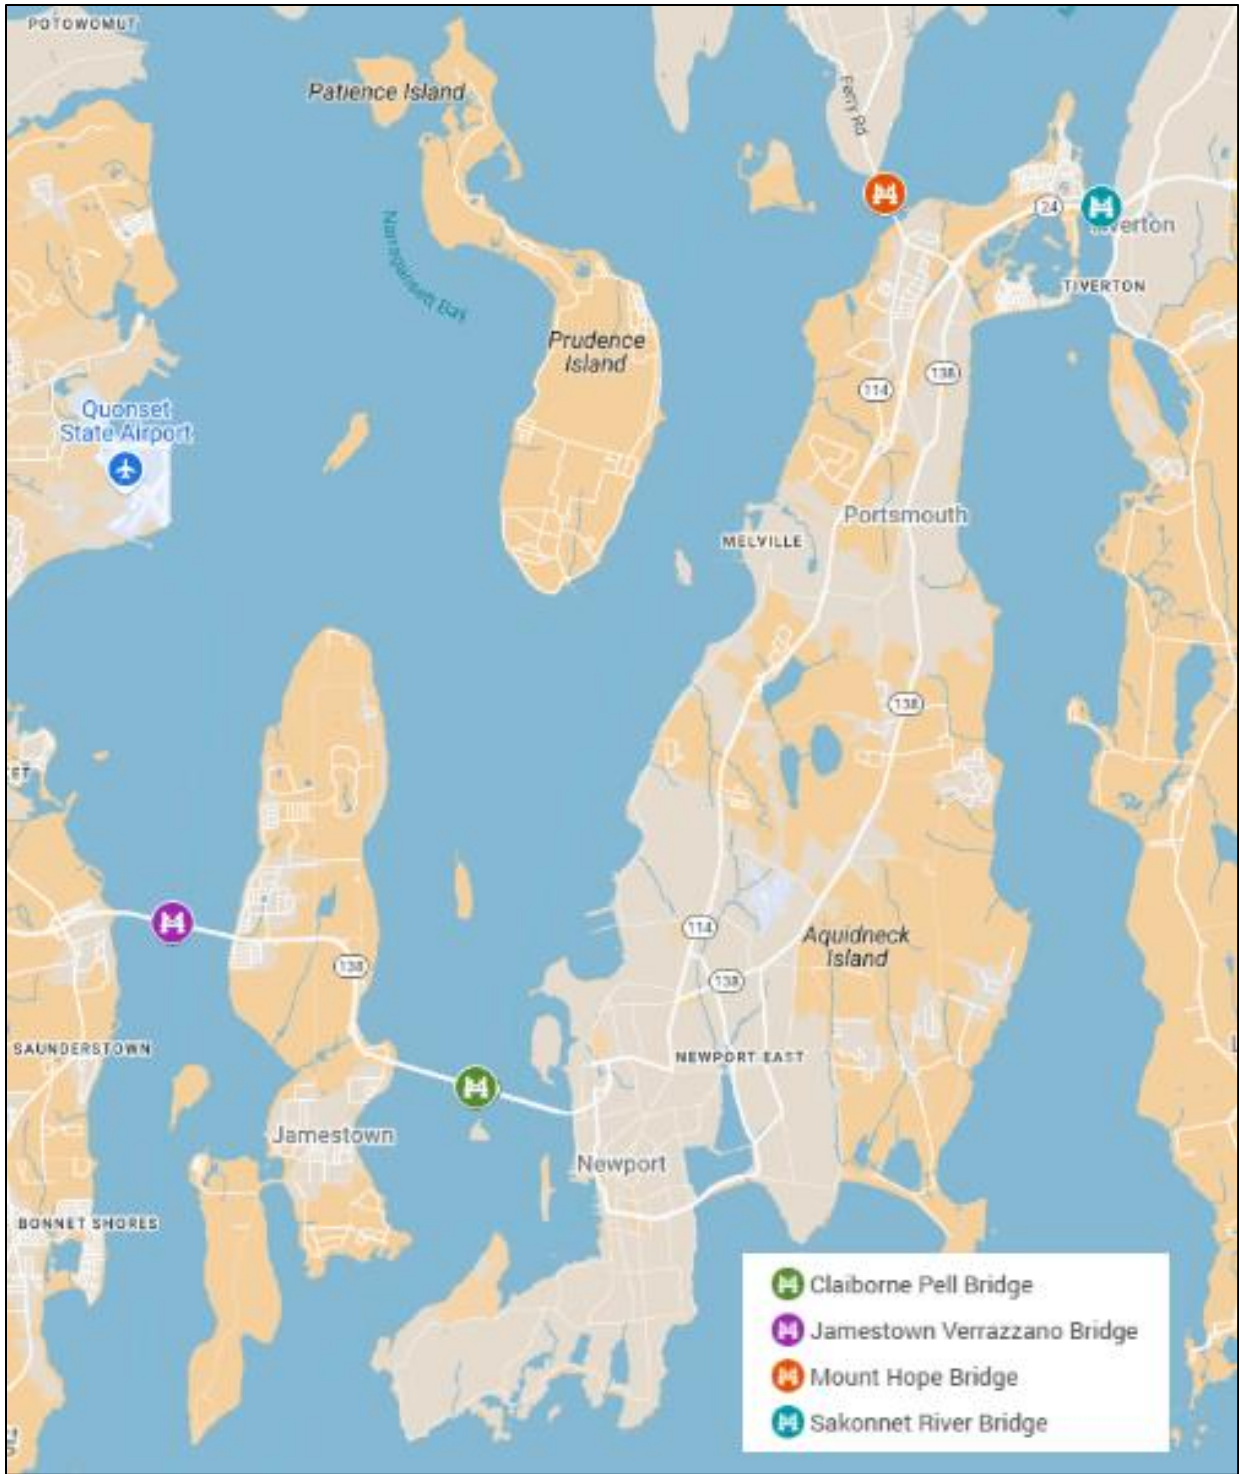 POTOWOMUT
Patience Island
Ferry Rd
24
Tiverton
TIVERTON
Narragansett Bay
Prudence
Island
138
114
Quonset
State Airport
Portsmouth
MELVILLE
138
ET
114
Aquidneck
Island
138
138
SAUNDERSTOWN
NEWPORT EAST
Jamestown
Newport
BONNET SHORES
Claiborne Pell Bridge
Jamestown Verrazzano Bridge
Mount Hope Bridge
Sakonnet River Bridge